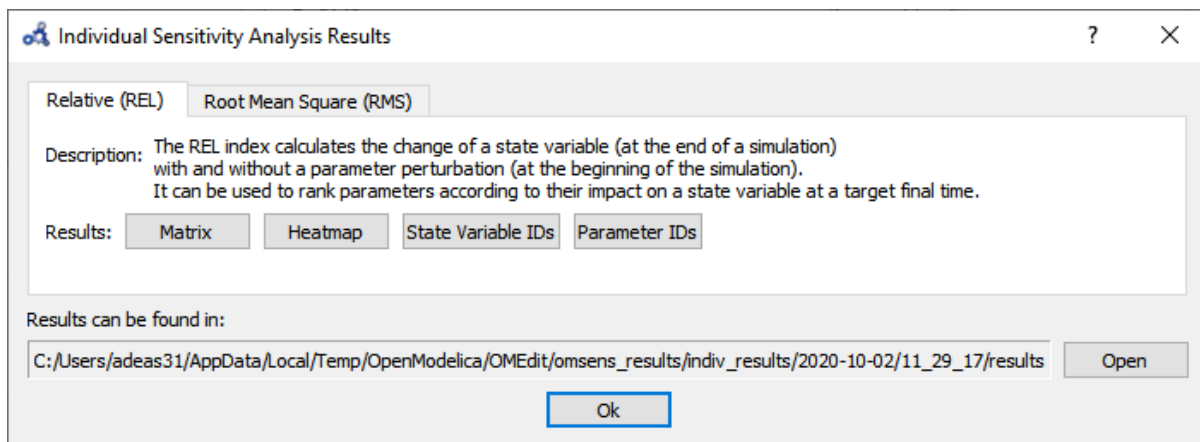 Individual Sensitivity Analysis Results ? ×
Relative (REL) Root Mean Square (RMS)
Description: The REL index calculates the change of a state variable (at the end of a simulation)
with and without a parameter perturbation (at the beginning of the simulation).
It can be used to rank parameters according to their impact on a state variable at a target final time.
Results: Matrix Heatmap State Variable IDs Parameter IDs
Results can be found in:
C:/Users/adeas31/AppData/Local/Temp/OpenModelica/OMEdit/omsens_results/indiv_results/2020-10-02/11_29_17/results Open
Ok